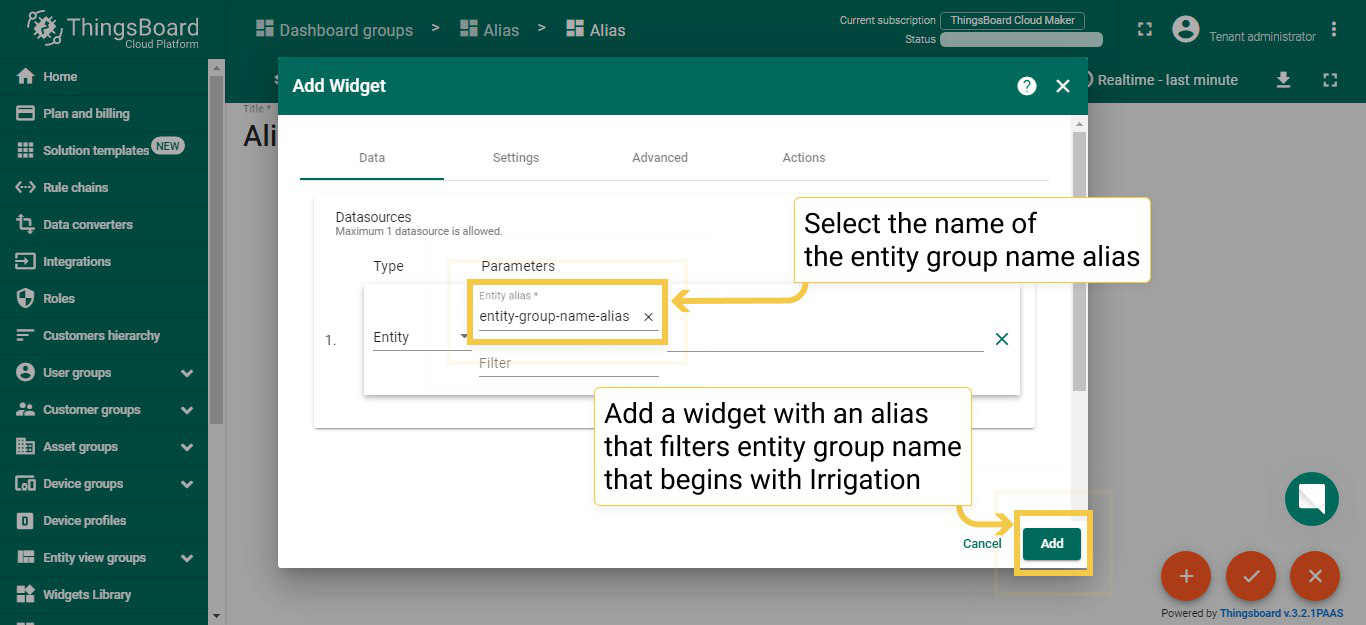 ThingsBoard
Cloud Platform
Dashboard groups > Alias > Alias
Current subscription ThingsBoard Cloud Maker
Status
Tenant administrator
Home
Plan and billing
Solution templates NEW
Rule chains
Data converters
Integrations
Roles
Customers hierarchy
User groups
Customer groups
Asset groups
Device groups
Device profiles
Entity view groups
Widgets Library
Realtime - last minute
Title *
Ali
Add Widget
?
Data Settings Advanced Actions
Datasources
Maximum 1 datasource is allowed.
Type Parameters
1.
Entity
Entity alias *
entity-group-name-alias
Filter
Select the name of
the entity group name alias
Add a widget with an alias
that filters entity group name
that begins with Irrigation
Cancel Add
Powered by Thingsboard v.3.2.1PAAS